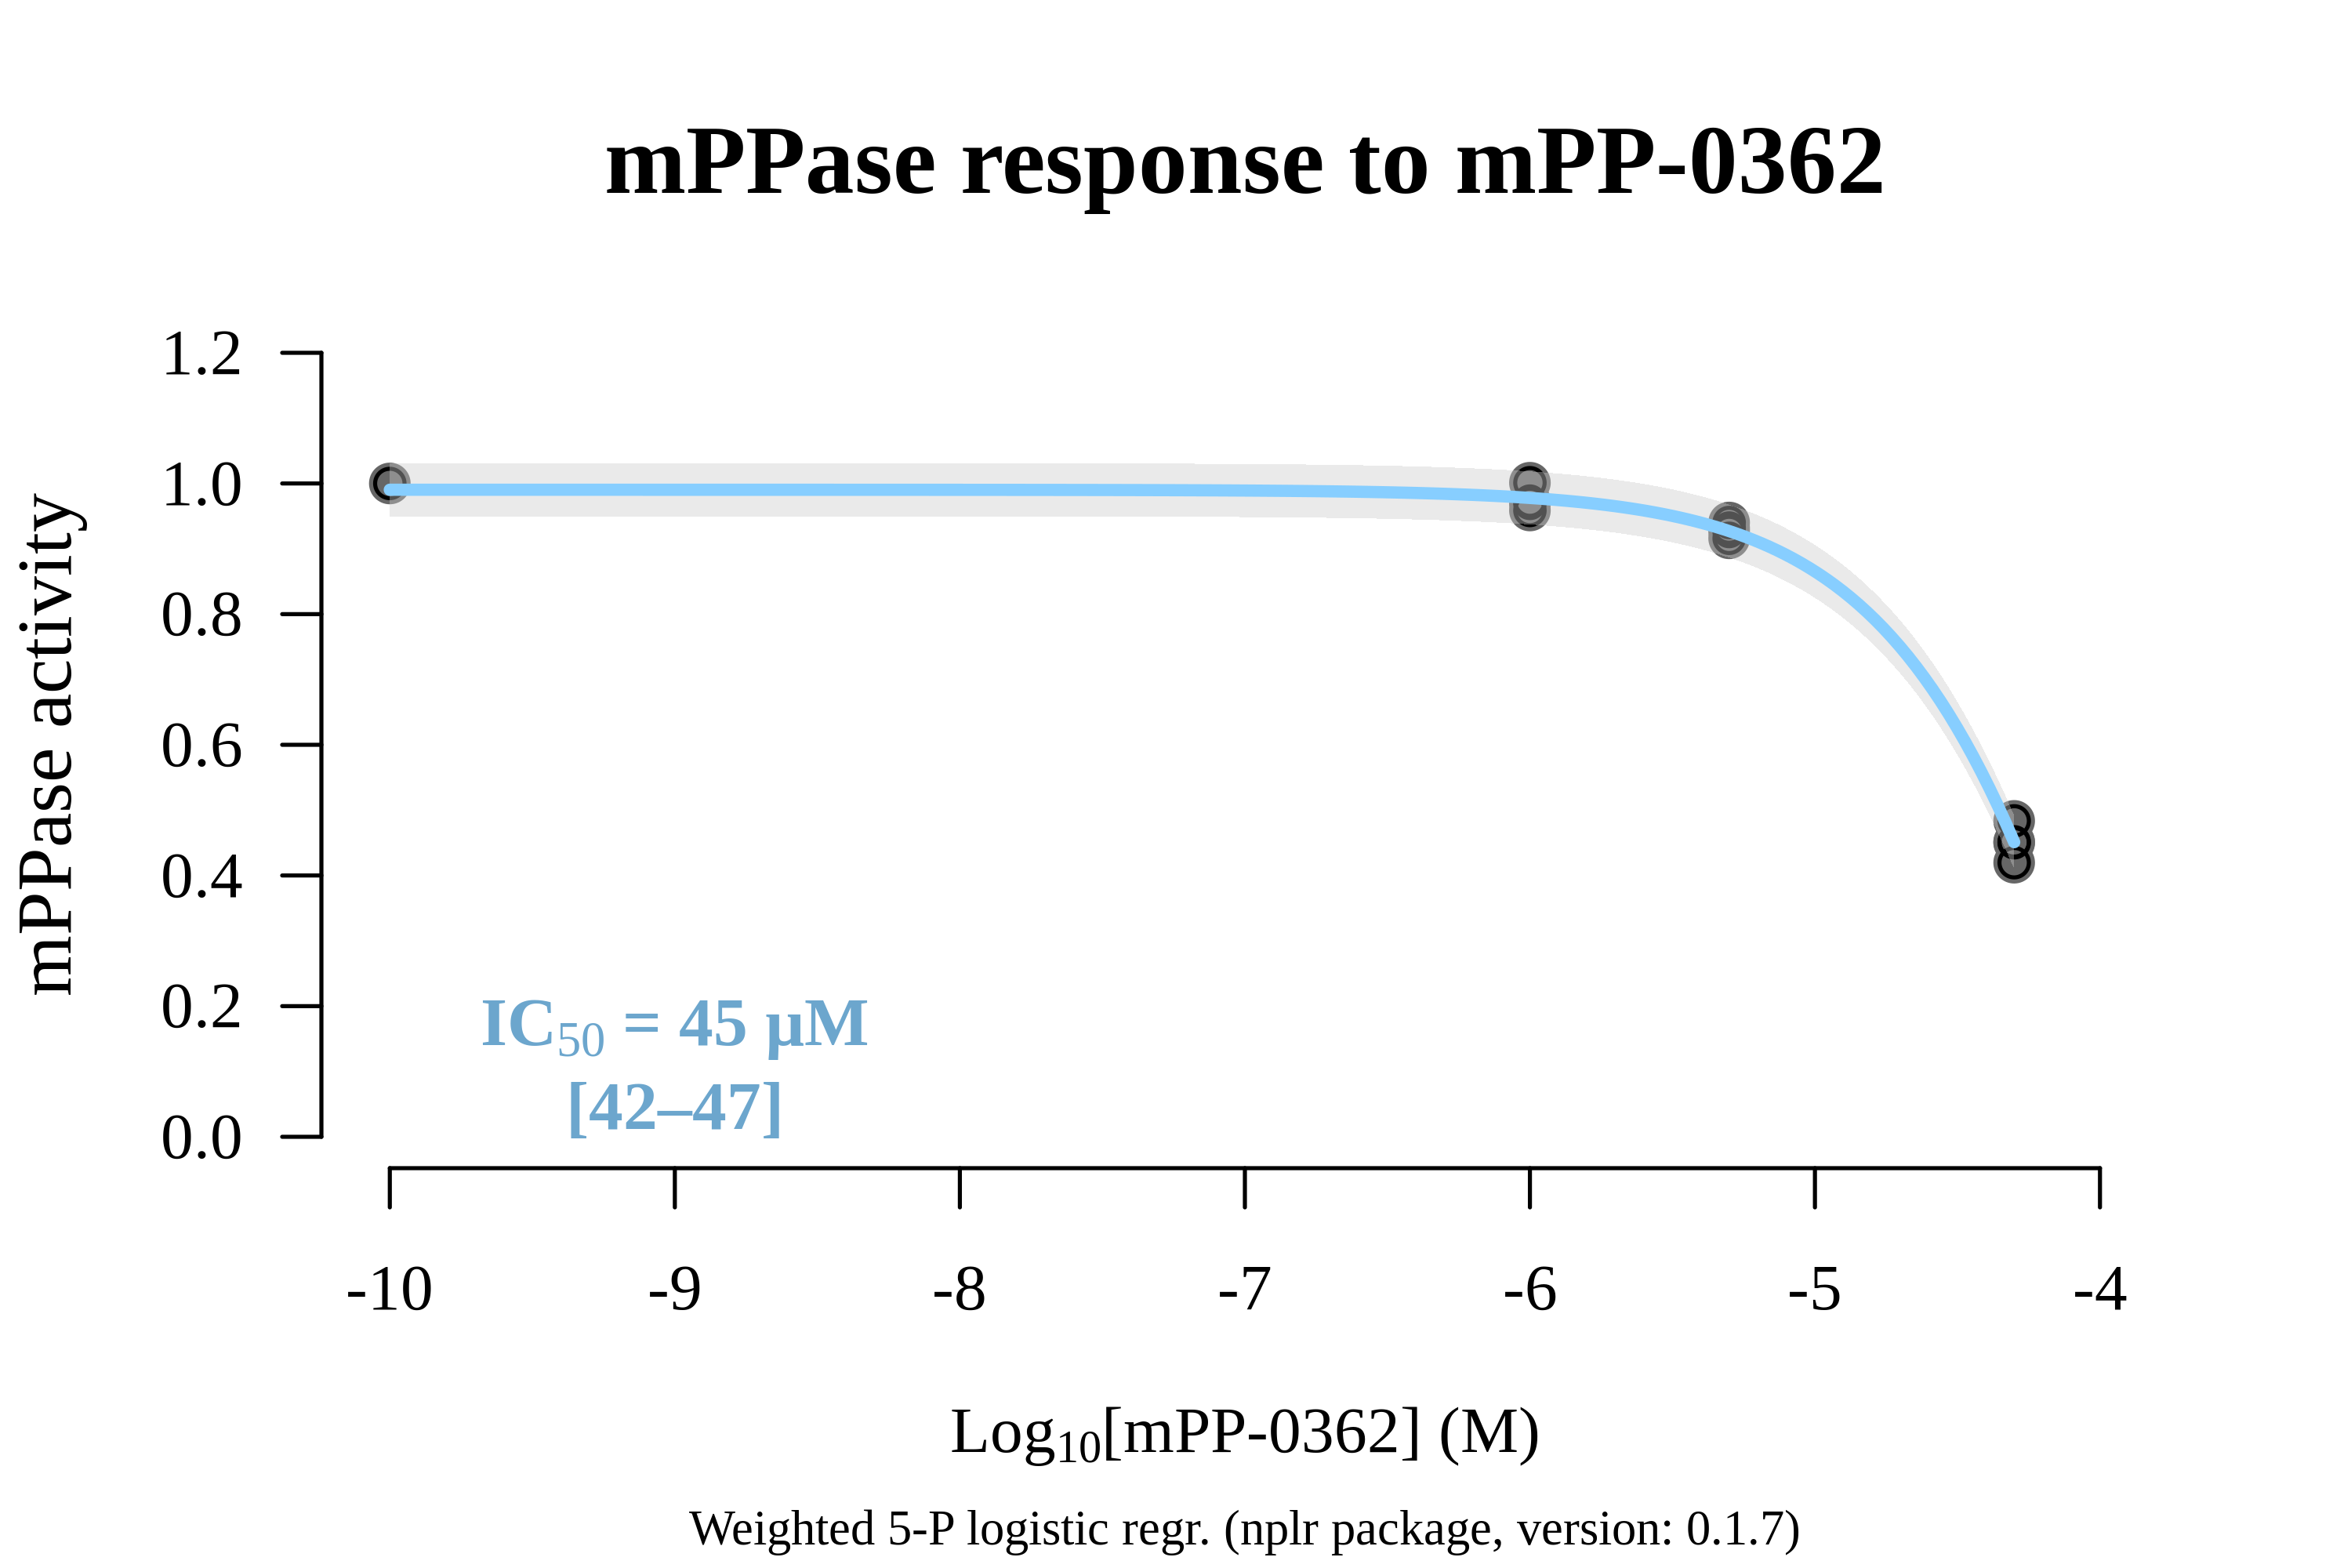 mPPase response to mPP-0362
mPPase activity
1.2
1.0
0.8
0.6
0.4
0.2
0.0
IC50 = 45 µM
[42–47]
-10 -9 -8 -7 -6 -5 -4
Log10[mPP-0362] (M)
Weighted 5-P logistic regr. (nplr package, version: 0.1.7)